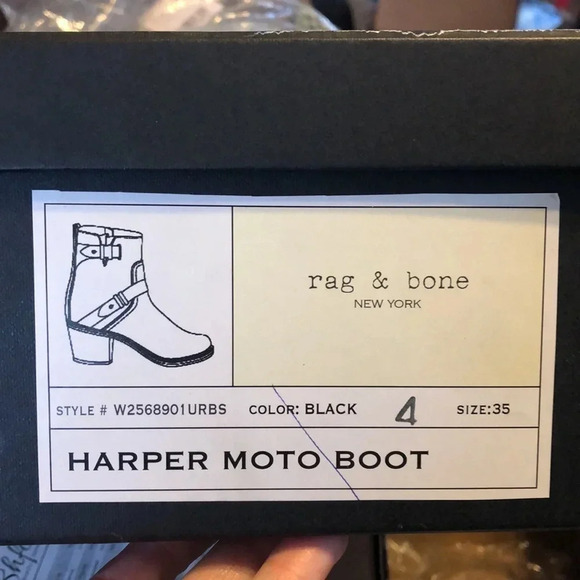 rag & bone
NEW YORK
STYLE # W2568901URBS COLOR: BLACK 4 SIZE:35
HARPER MOTO BOOT